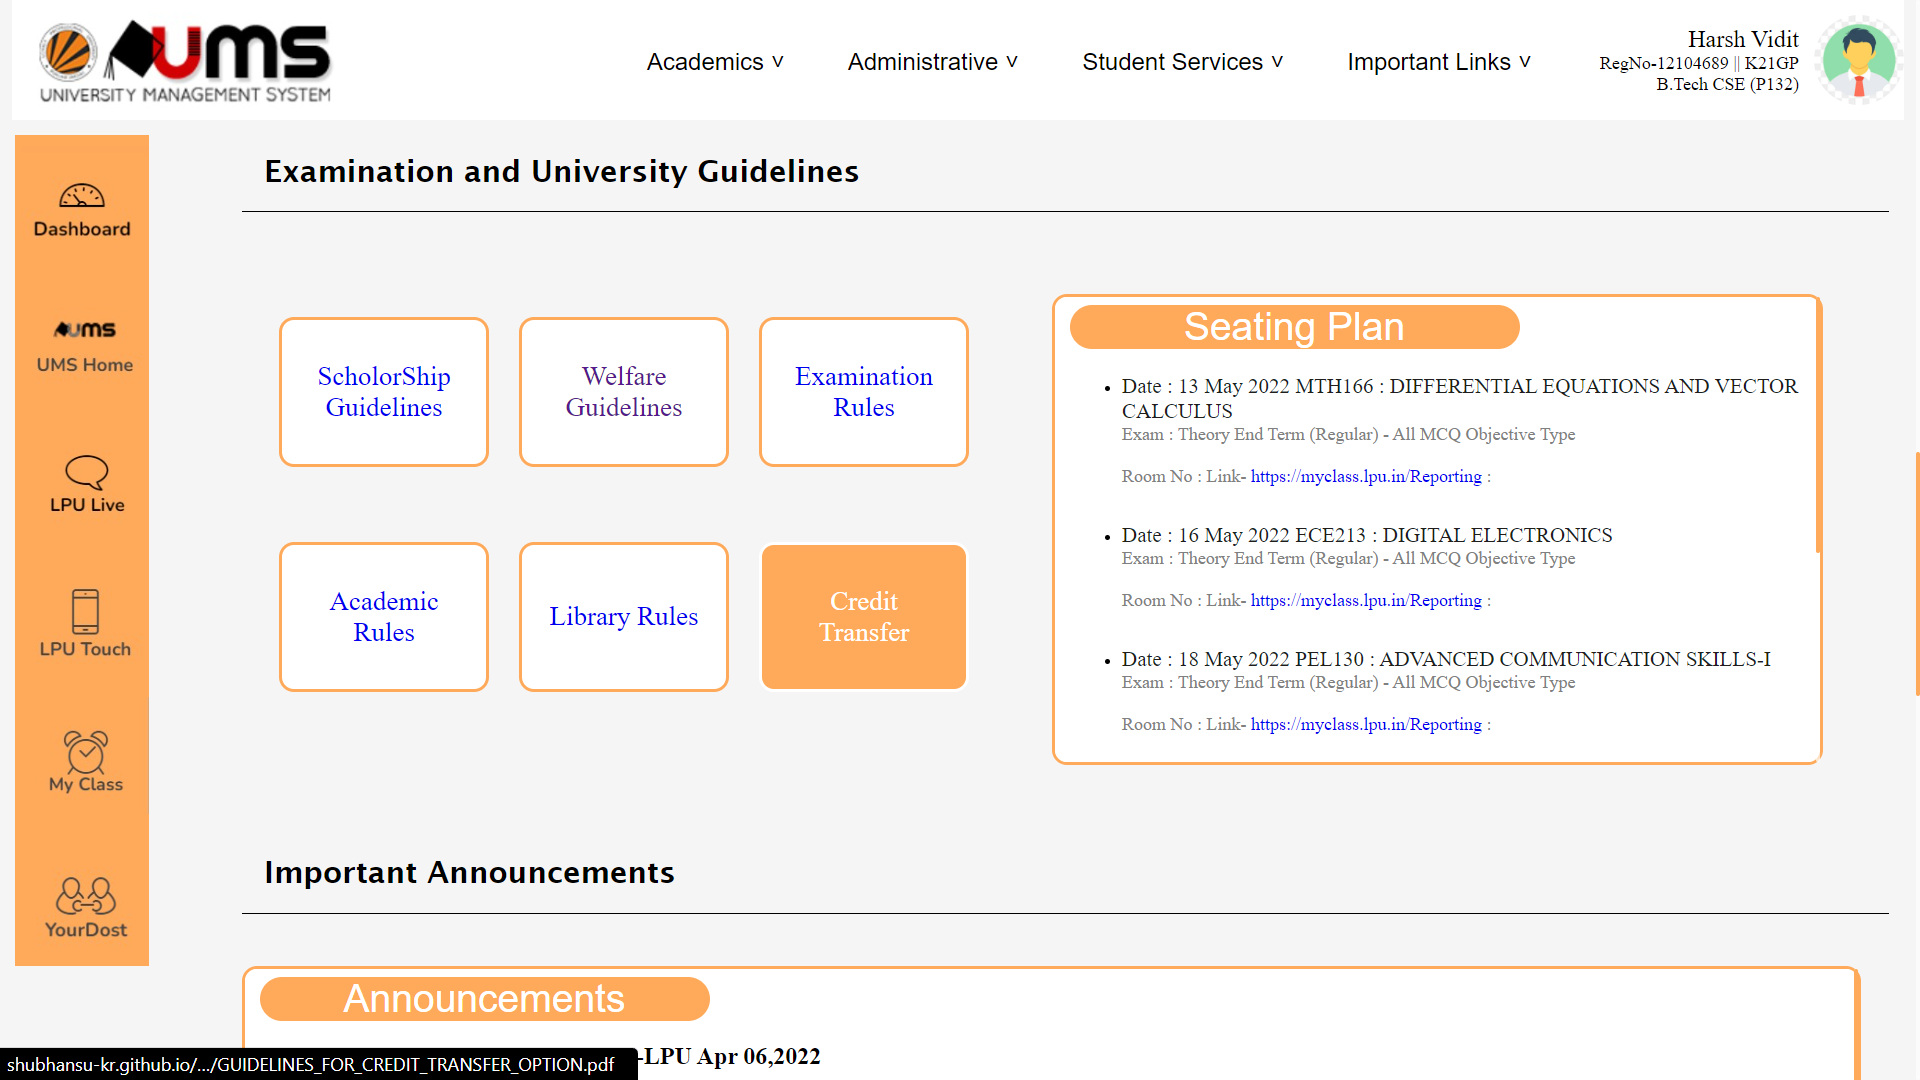 UMS
UNIVERSITY MANAGEMENT SYSTEM
Academics ˅
Administrative ˅
Student Services ˅
Important Links ˅
Harsh Vidit
RegNo-12104689 || K21GP
B.Tech CSE (P132)
Dashboard
UMS
UMS Home
LPU Live
LPU Touch
My Class
YourDost
Examination and University Guidelines
ScholorShip
Guidelines
Welfare
Guidelines
Examination
Rules
Academic
Rules
Library Rules
Credit
Transfer
Seating Plan
• Date : 13 May 2022 MTH166 : DIFFERENTIAL EQUATIONS AND VECTOR
CALCULUS
Exam : Theory End Term (Regular) - All MCQ Objective Type
Room No : Link- https://myclass.lpu.in/Reporting :
• Date : 16 May 2022 ECE213 : DIGITAL ELECTRONICS
Exam : Theory End Term (Regular) - All MCQ Objective Type
Room No : Link- https://myclass.lpu.in/Reporting :
• Date : 18 May 2022 PEL130 : ADVANCED COMMUNICATION SKILLS-I
Exam : Theory End Term (Regular) - All MCQ Objective Type
Room No : Link- https://myclass.lpu.in/Reporting :
Important Announcements
Announcements
-LPU Apr 06,2022
shubhansu-kr.github.io/.../GUIDELINES_FOR_CREDIT_TRANSFER_OPTION.pdf